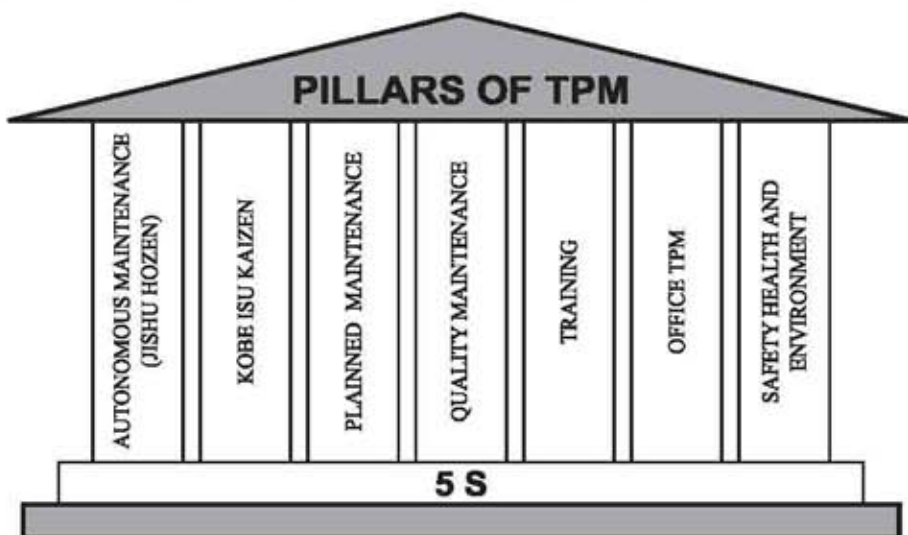 PILLARS OF TPM
AUTONOMOUS MAINTENANCE
(JISHU HOZEN)
KOBE ISU KAIZEN
PLAINNED MAINTENANCE
QUALITY MAINTENANCE
TRAINING
OFFICE TPM
SAFETY HEALTH AND
ENVIRONMENT
5 S